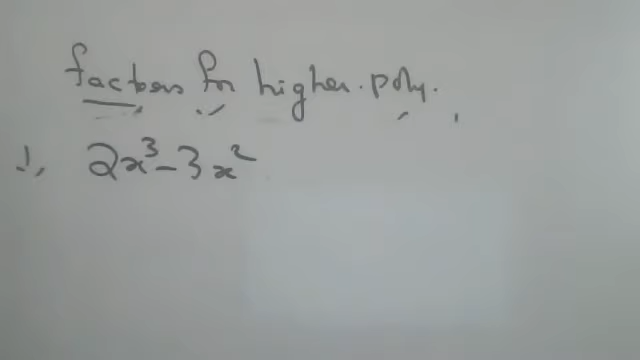 factors for higher. poly.
1. 2x³-3x²